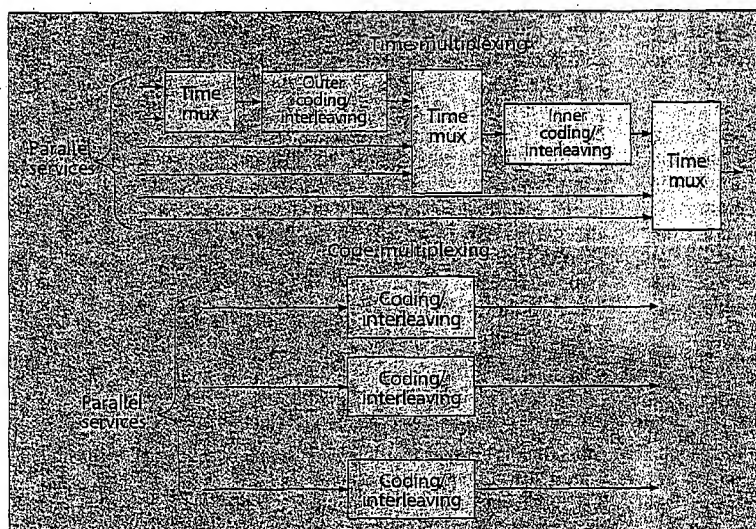 Time multiplexing
Time
mux
Outer
coding/
interleaving
Time
mux
Inner
coding/
interleaving
Time
mux
Parallel
services
Code multiplexing
Coding/
interleaving
Coding/
interleaving
Parallel
services
Coding/
interleaving